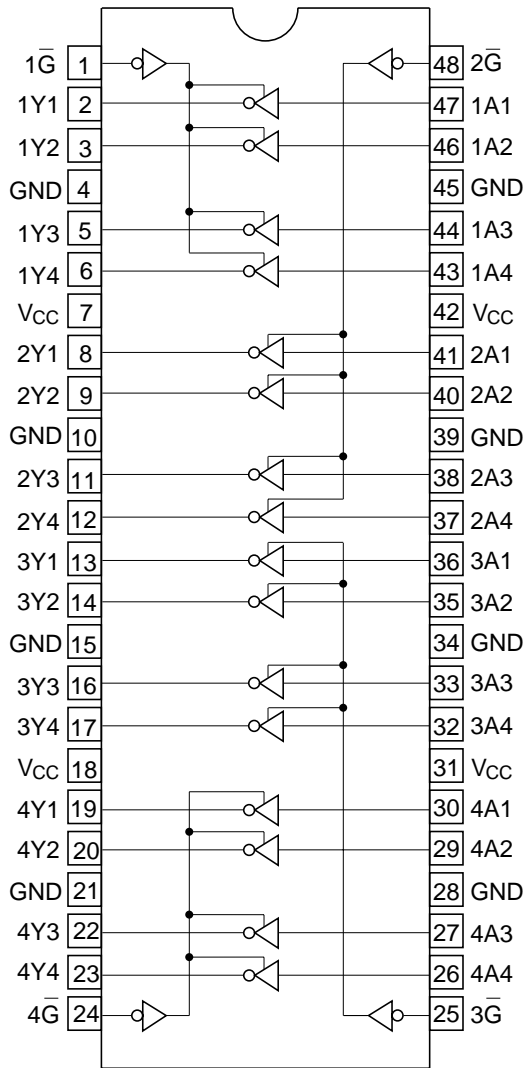 1G̅ 1 48 2G̅
1Y1 2 47 1A1
1Y2 3 46 1A2
GND 4 45 GND
1Y3 5 44 1A3
1Y4 6 43 1A4
VCC 7 42 VCC
2Y1 8 41 2A1
2Y2 9 40 2A2
GND 10 39 GND
2Y3 11 38 2A3
2Y4 12 37 2A4
3Y1 13 36 3A1
3Y2 14 35 3A2
GND 15 34 GND
3Y3 16 33 3A3
3Y4 17 32 3A4
VCC 18 31 VCC
4Y1 19 30 4A1
4Y2 20 29 4A2
GND 21 28 GND
4Y3 22 27 4A3
4Y4 23 26 4A4
4G̅ 24 25 3G̅